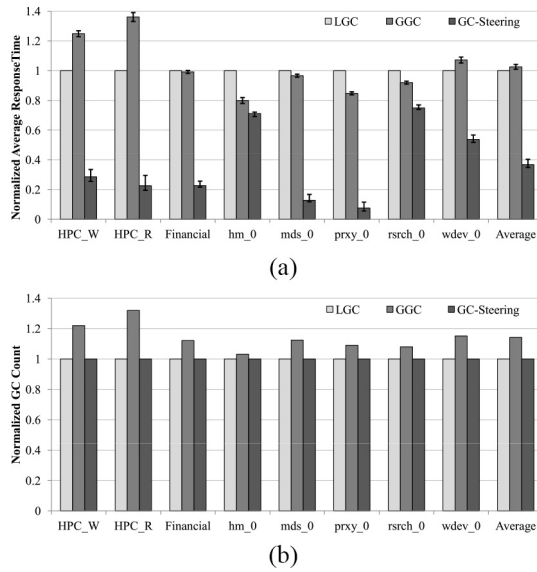 1.4
LGC GGC GC-Steering
1.2
1
0.8
0.6
0.4
0.2
0
Normalized Average ResponseTime
HPC_W HPC_R Financial hm_0 mds_0 prxy_0 rsrch_0 wdev_0 Average
(a)
1.4
LGC GGC GC-Steering
1.2
1
0.8
0.6
0.4
0.2
0
Normalized GC Count
HPC_W HPC_R Financial hm_0 mds_0 prxy_0 rsrch_0 wdev_0 Average
(b)